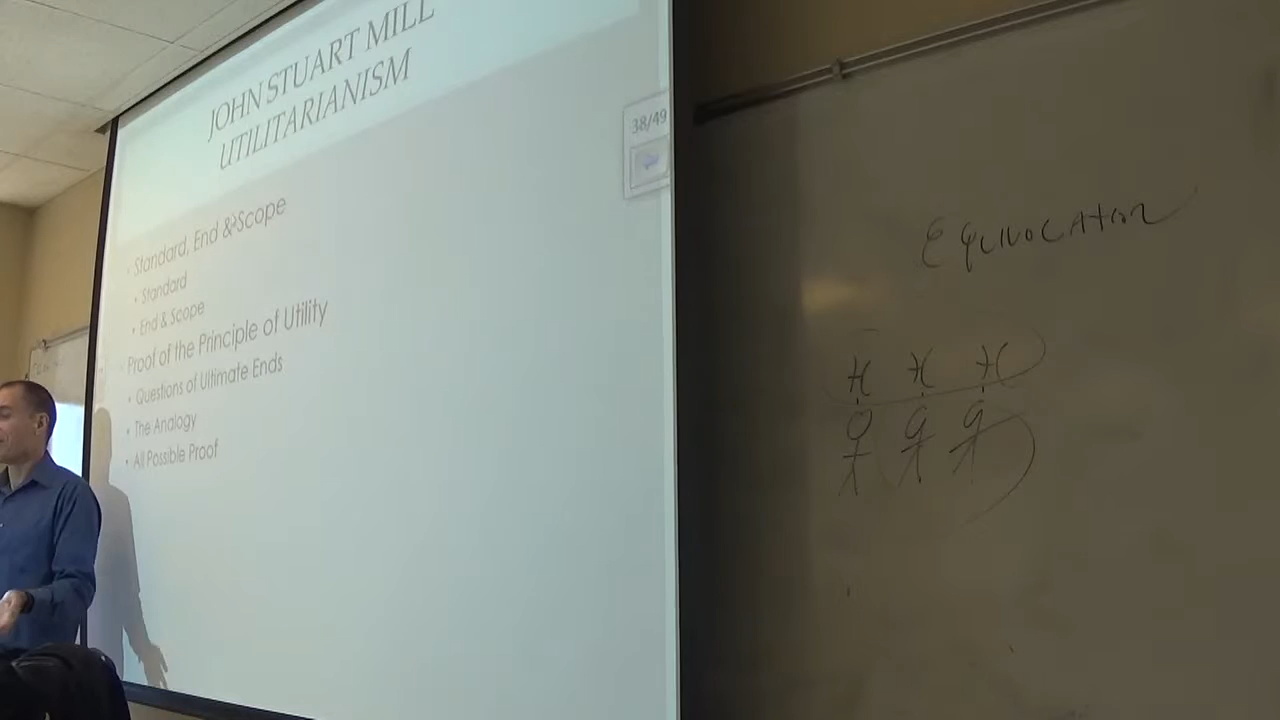 JOHN STUART MILL
UTILITARIANISM
38/49
Standard, End & Scope
Standard
End & Scope
Proof of the Principle of Utility
Questions of Ultimate Ends
The Analogy
All Possible Proof
EQUIVOCATION
H H H